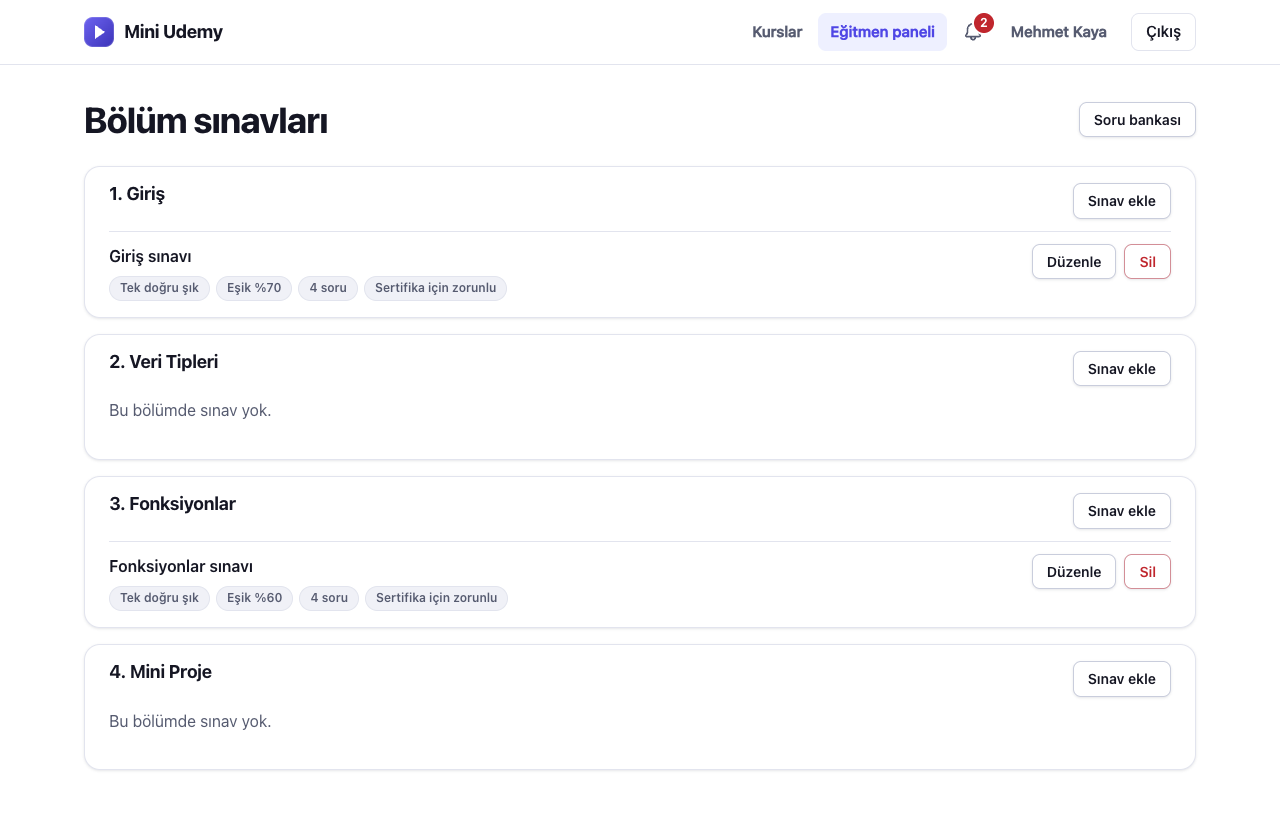 Mini Udemy
Kurslar
Eğitmen paneli
2
Mehmet Kaya
Çıkış
Bölüm sınavları
Soru bankası
1. Giriş
Sınav ekle
Giriş sınavı
Düzenle
Sil
Tek doğru şık
Eşik %70
4 soru
Sertifika için zorunlu
2. Veri Tipleri
Sınav ekle
Bu bölümde sınav yok.
3. Fonksiyonlar
Sınav ekle
Fonksiyonlar sınavı
Düzenle
Sil
Tek doğru şık
Eşik %60
4 soru
Sertifika için zorunlu
4. Mini Proje
Sınav ekle
Bu bölümde sınav yok.